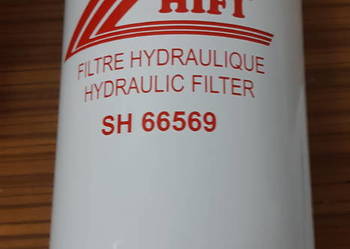 HIFI
FILTRE HYDRAULIQUE
HYDRAULIC FILTER
SH 66569